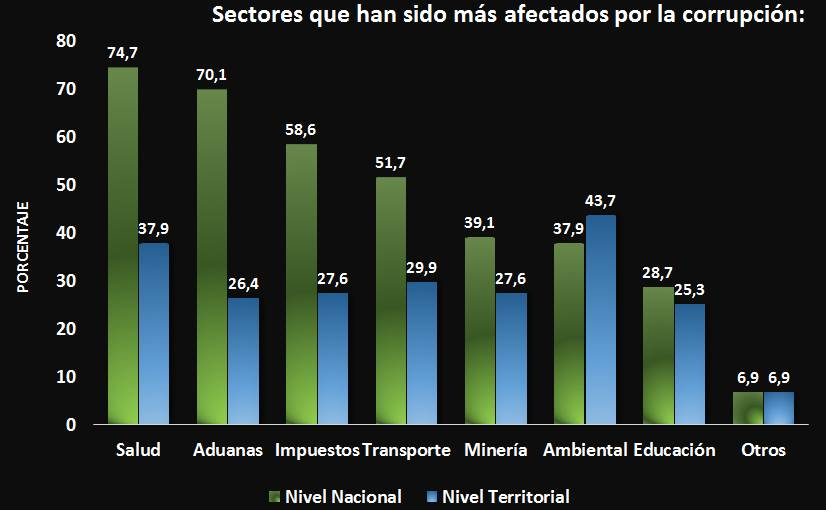 Sectores que han sido más afectados por la corrupción:
PORCENTAJE
80
70
60
50
40
30
20
10
0
74,7
37,9
70,1
26,4
58,6
27,6
51,7
29,9
39,1
27,6
37,9
43,7
28,7
25,3
6,9
6,9
Salud
Aduanas
Impuestos
Transporte
Minería
Ambiental
Educación
Otros
Nivel Nacional
Nivel Territorial